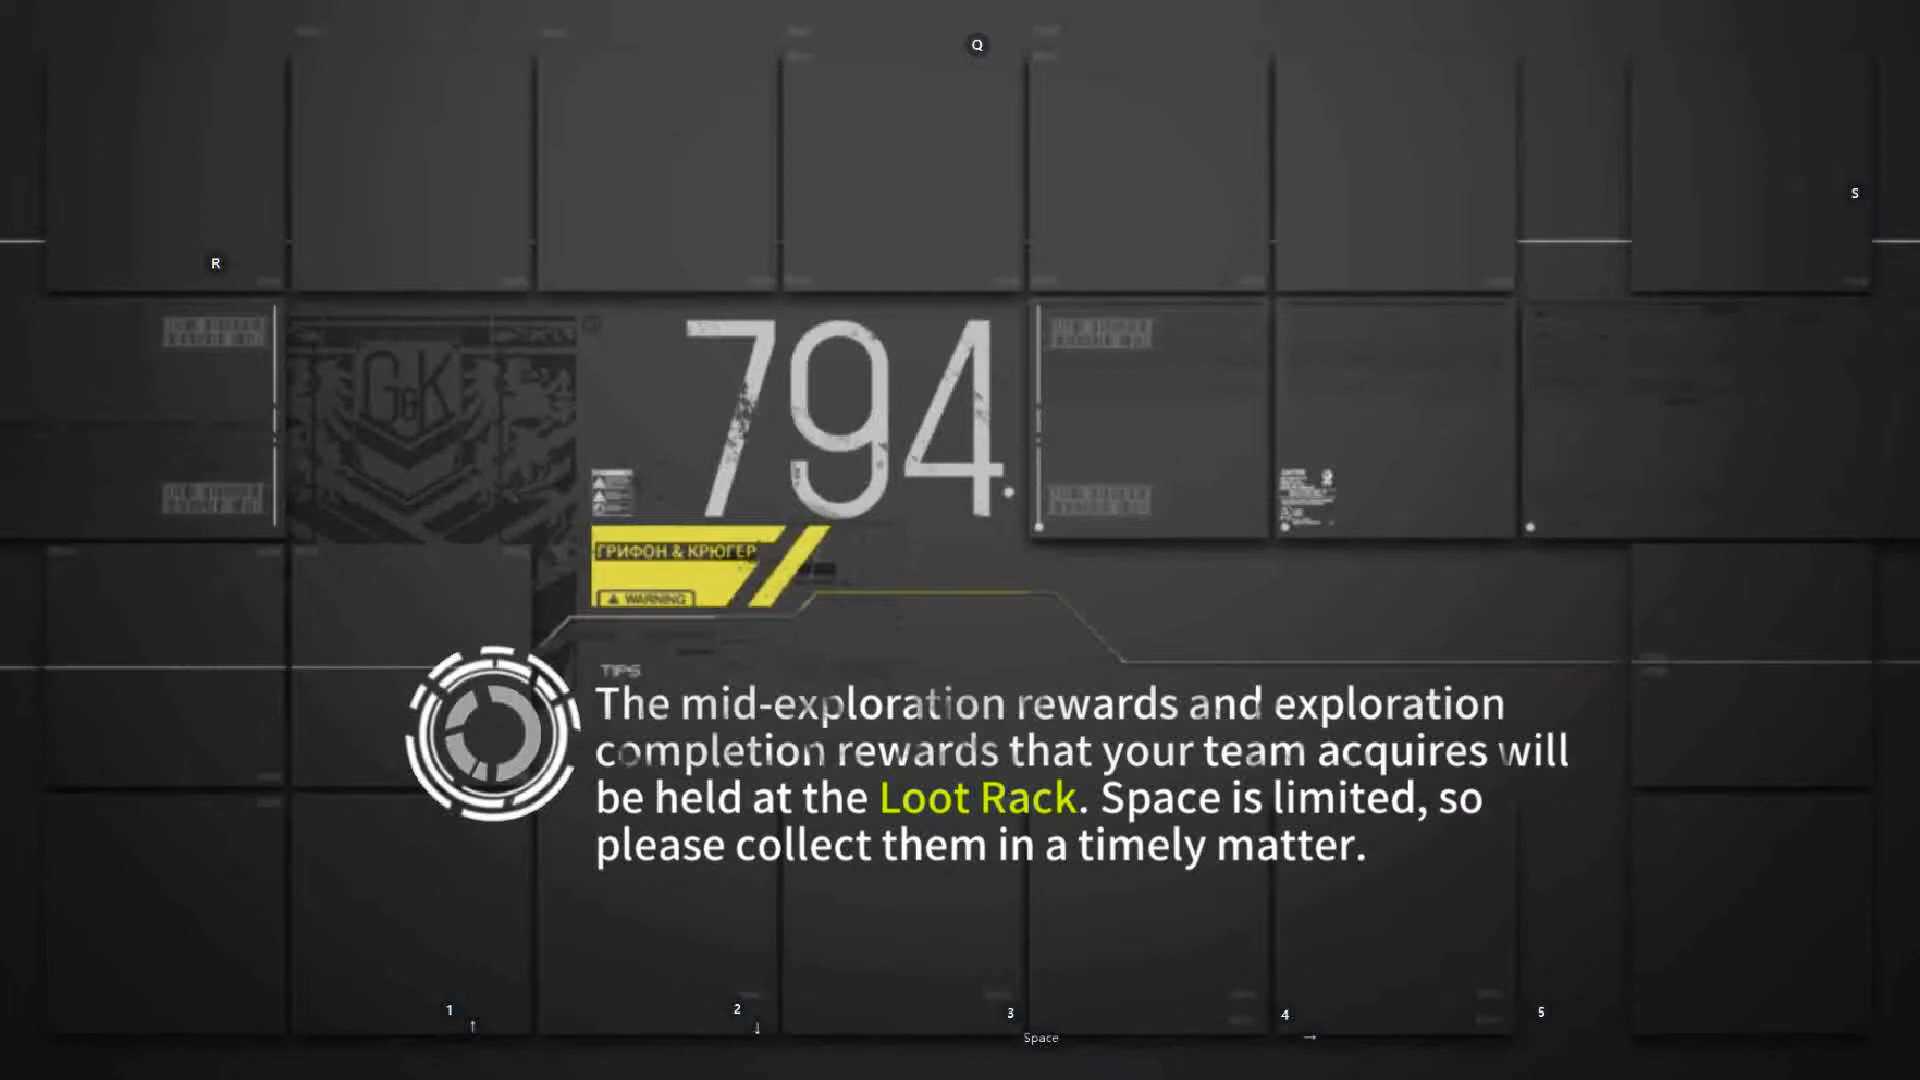 Q
S
R
G&K
794.
ГРИФОН & КРЮГЕР
WARNING
TIPS
The mid-exploration rewards and exploration
completion rewards that your team acquires will
be held at the Loot Rack. Space is limited, so
please collect them in a timely matter.
1
2
3
4
5
↑
↓
Space
→